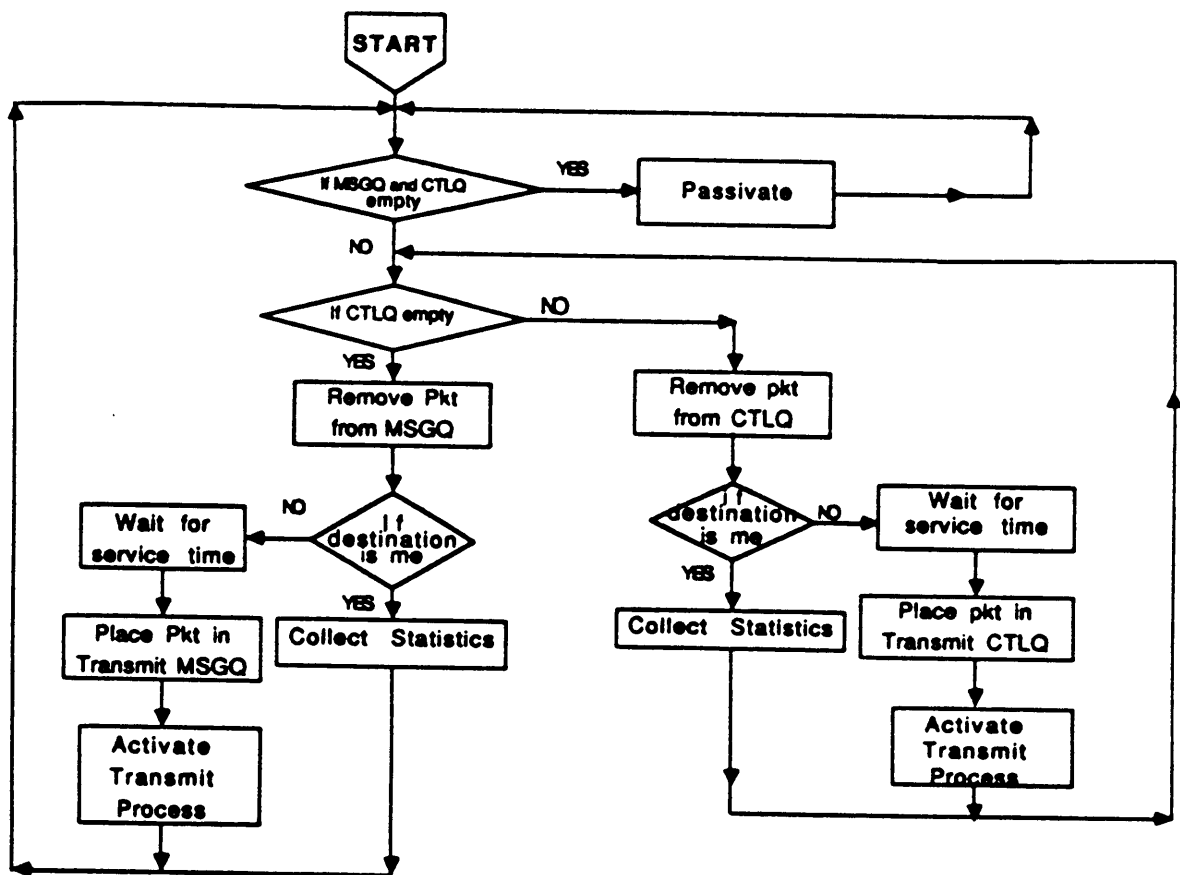 START
If MSGQ and CTLQ
empty
YES
Passivate
NO
If CTLQ empty
NO
YES
Remove Pkt
from MSGQ
Remove pkt
from CTLQ
If
destination
is me
NO
Wait for
service time
YES
Place Pkt in
Transmit MSGQ
Collect Statistics
Activate
Transmit
Process
If
destination
is me
NO
Wait for
service time
YES
Collect Statistics
Place pkt in
Transmit CTLQ
Activate
Transmit
Process